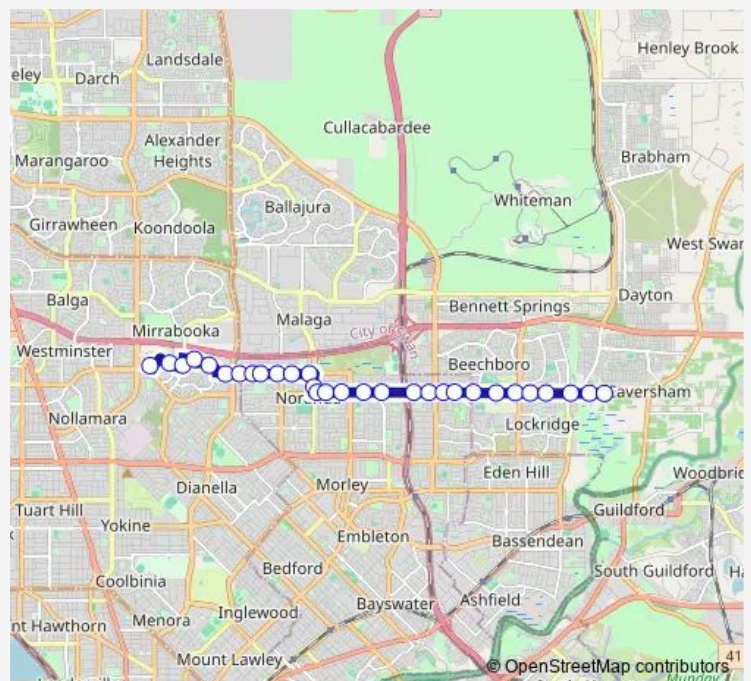 Henley Brook
Landsdale
eley
Darch
Cullacabardee
Alexander
Heights
Marangaroo
Brabham
Whiteman
Ballajura
Girrawheen
Koondoola
West Swan
Dayton
Balga
Bennett Springs
Malaga
Mirrabooka
City of Swan
Westminster
Beechboro
Caversham
Nollamara
Lockridge
Eden Hill
Woodbric
Dianella
Morley
Tuart Hill
Guildford
Yokine
Embleton
Bassendean
Bedford
South Guildford
Coolbinia
Ha
Bayswater
Ashfield
Inglewood
Menora
nt Hawthorn
Mount Lawley
41
© OpenStreetMap contributors